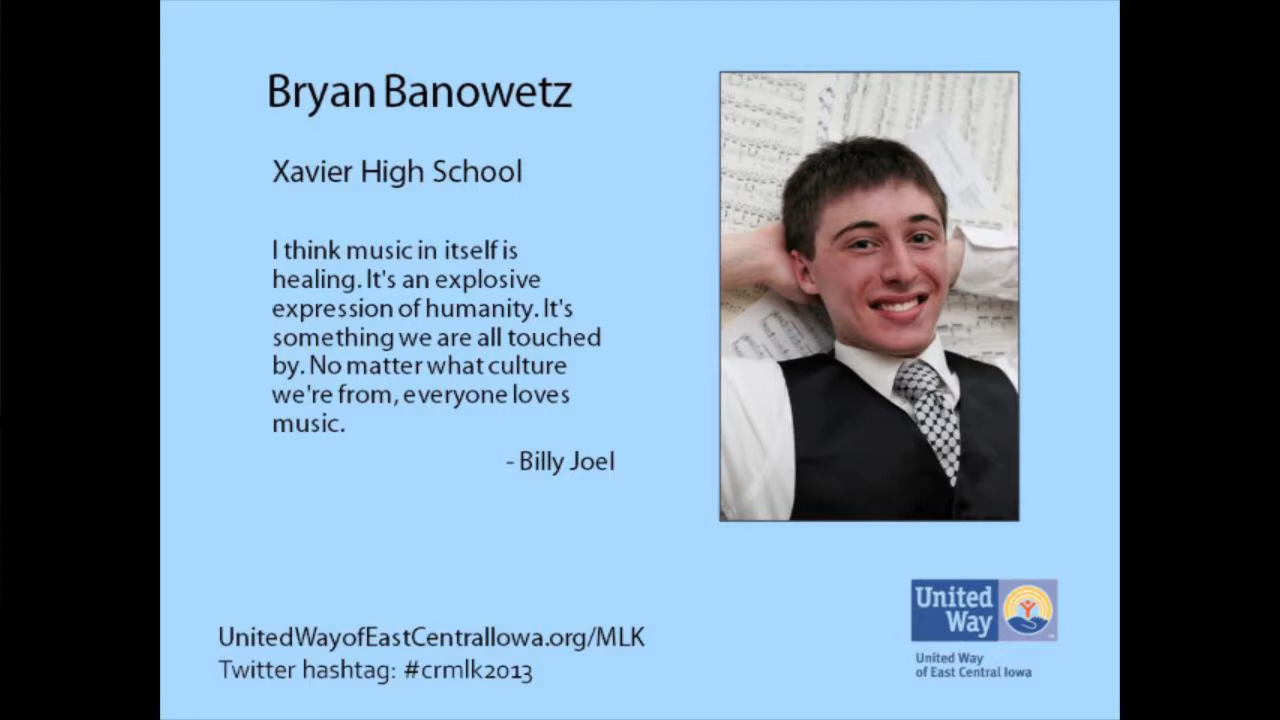 Bryan Banowetz
Xavier High School
I think music in itself is
healing. It's an explosive
expression of humanity. It's
something we are all touched
by. No matter what culture
we're from, everyone loves
music.
- Billy Joel
UnitedWayofEastCentralIowa.org/MLK
Twitter hashtag: #crmlk2013
United
Way
United Way
of East Central Iowa